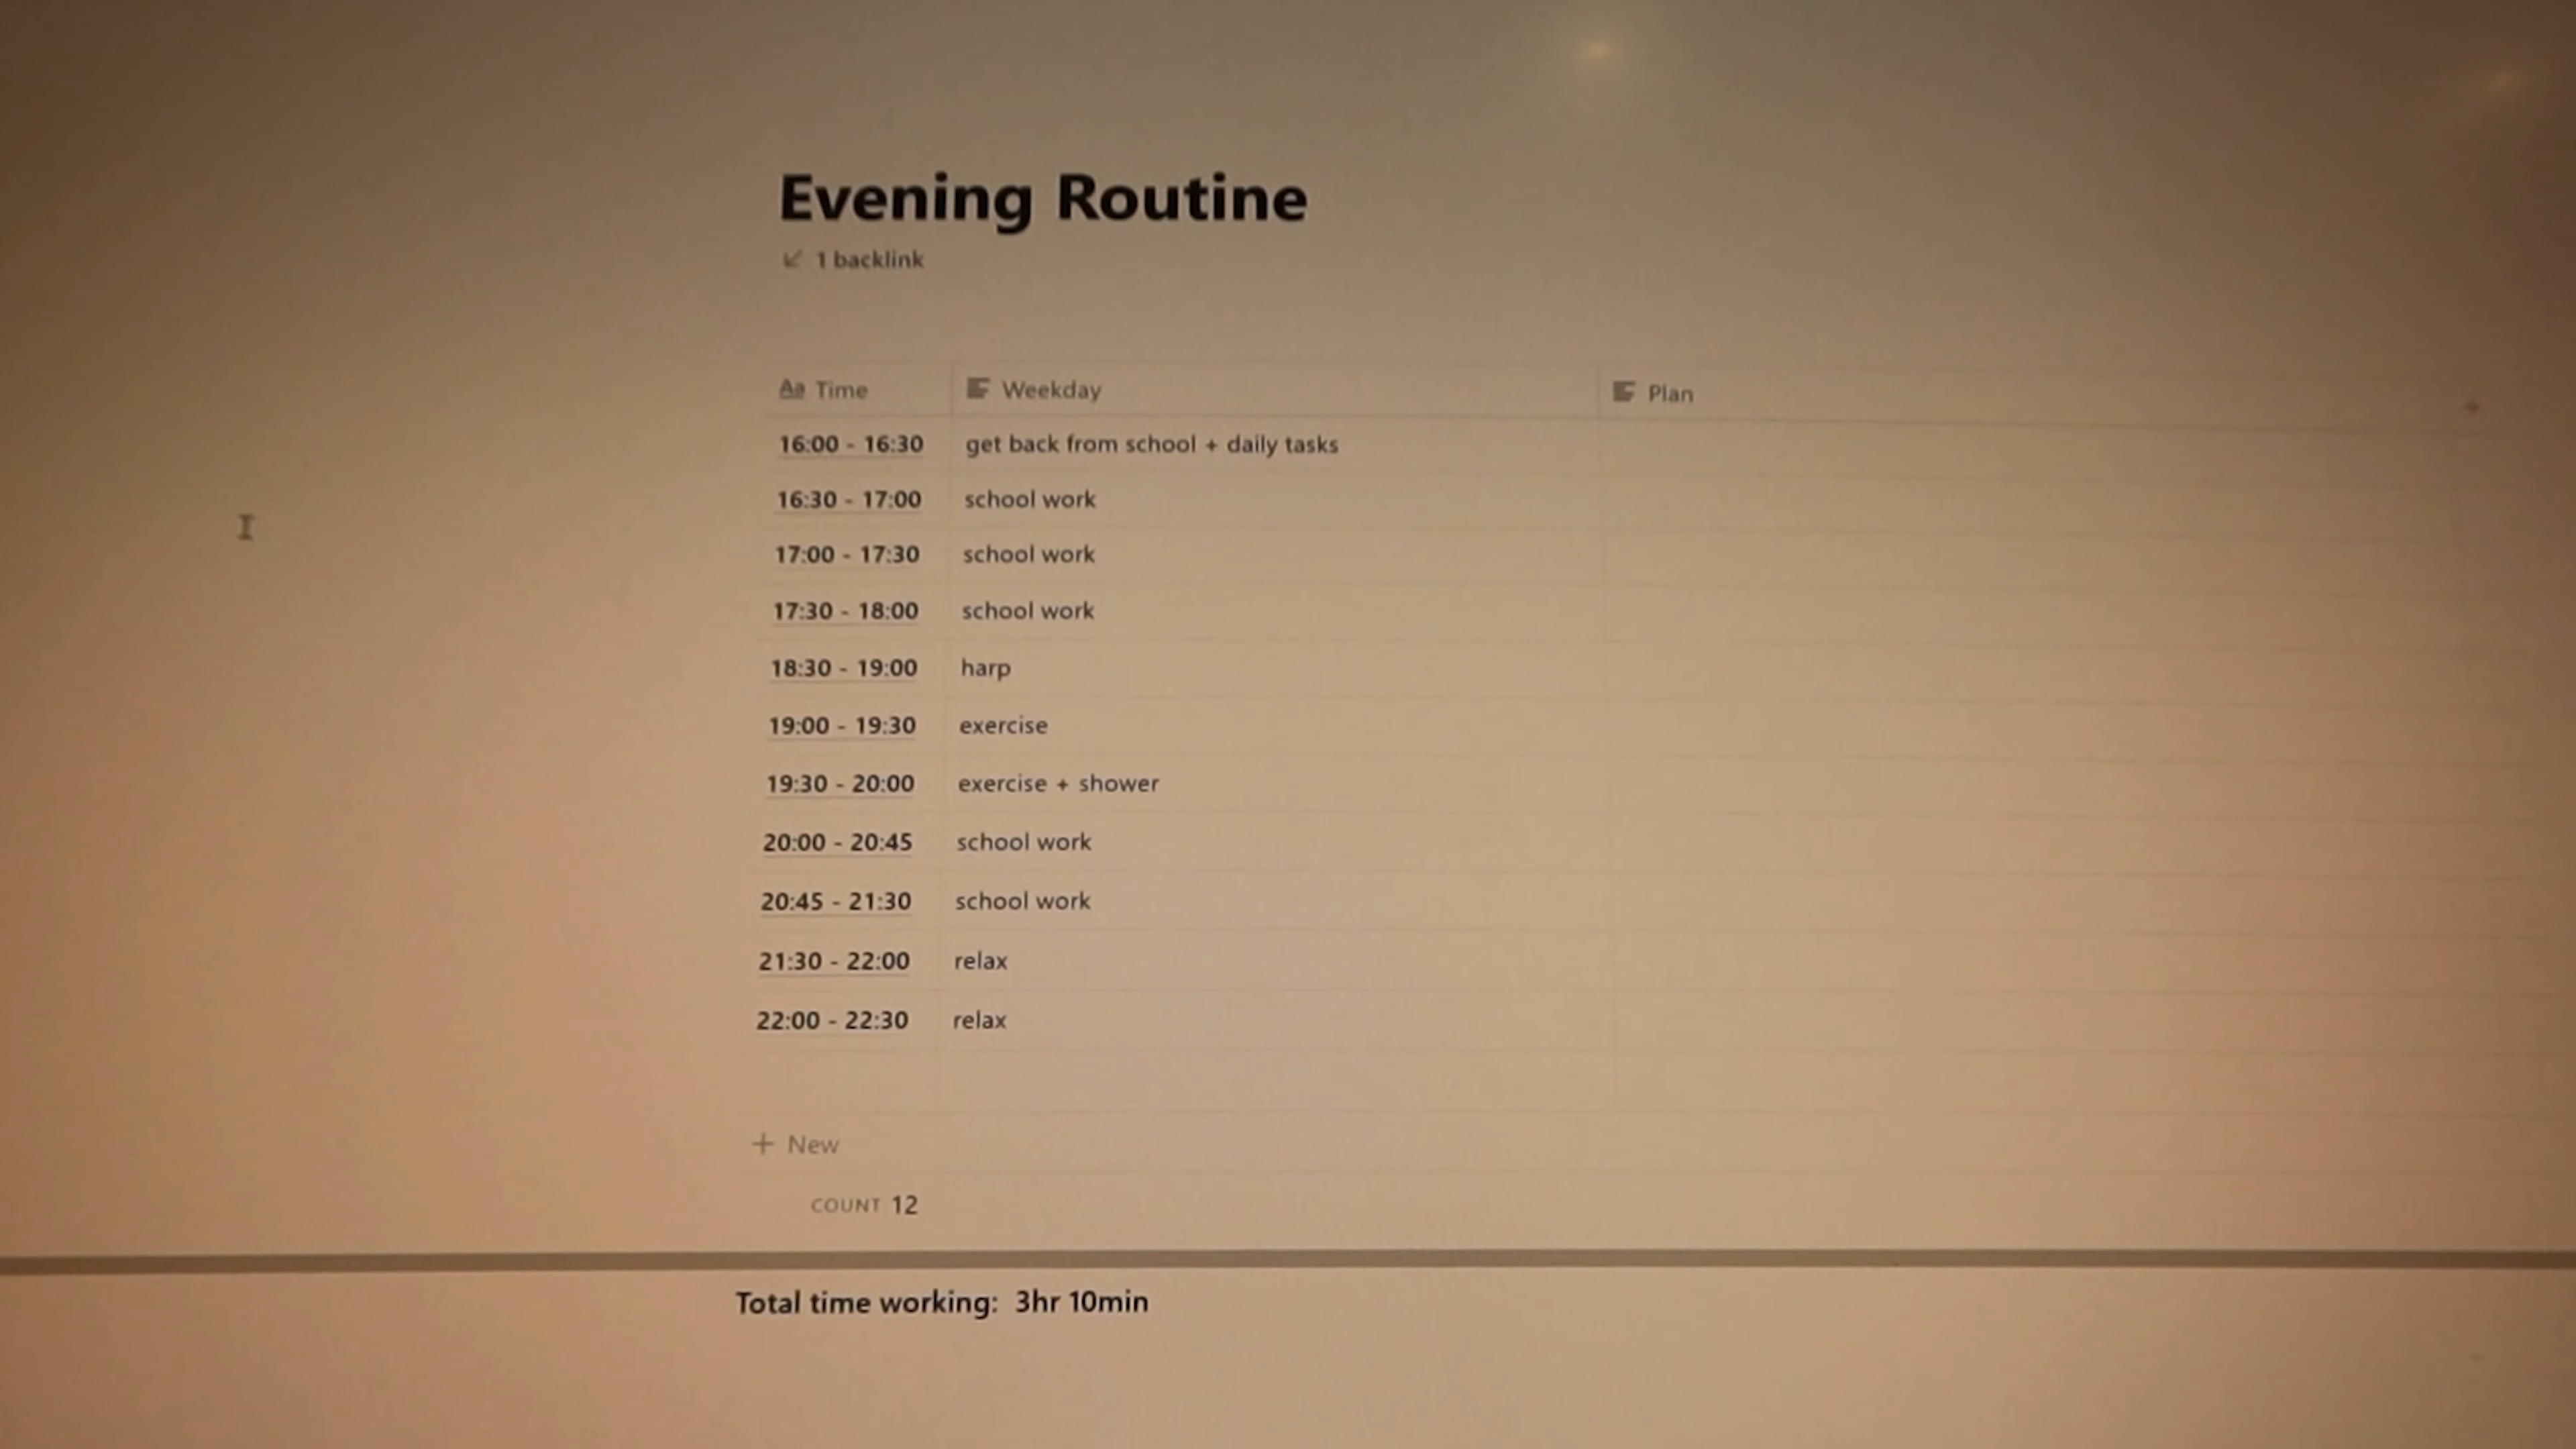 Evening Routine
1 backlink
Aa Time Weekday Plan
16:00 - 16:30 get back from school + daily tasks
16:30 - 17:00 school work
17:00 - 17:30 school work
17:30 - 18:00 school work
18:30 - 19:00 harp
19:00 - 19:30 exercise
19:30 - 20:00 exercise + shower
20:00 - 20:45 school work
20:45 - 21:30 school work
21:30 - 22:00 relax
22:00 - 22:30 relax
+ New
COUNT 12
Total time working: 3hr 10min